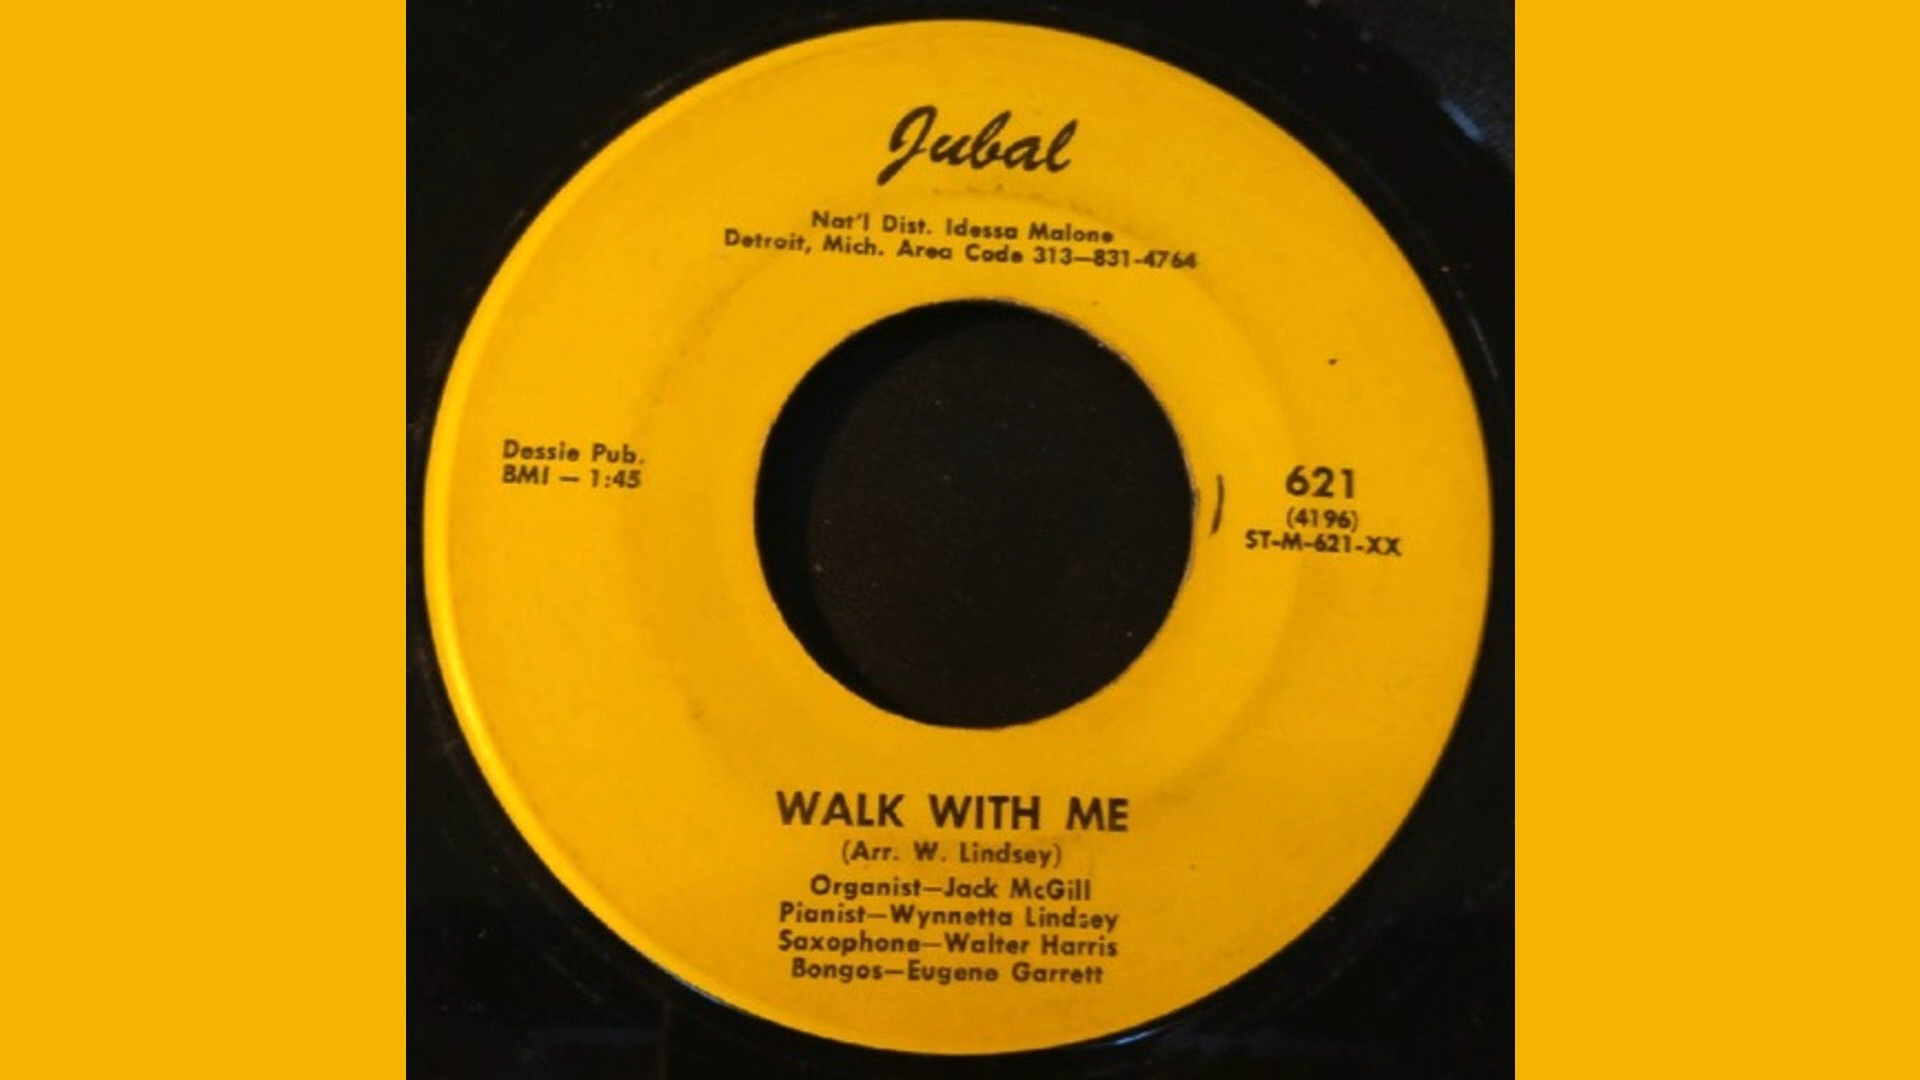 Jubal
Nat'l Dist. Idessa Malone
Detroit, Mich. Area Code 313—831-4764
Dessie Pub.
BMI — 1:45
621
(4196)
ST-M-621-XX
WALK WITH ME
(Arr. W. Lindsey)
Organist—Jack McGill
Pianist—Wynnetta Lindsey
Saxophone—Walter Harris
Bongos—Eugene Garrett